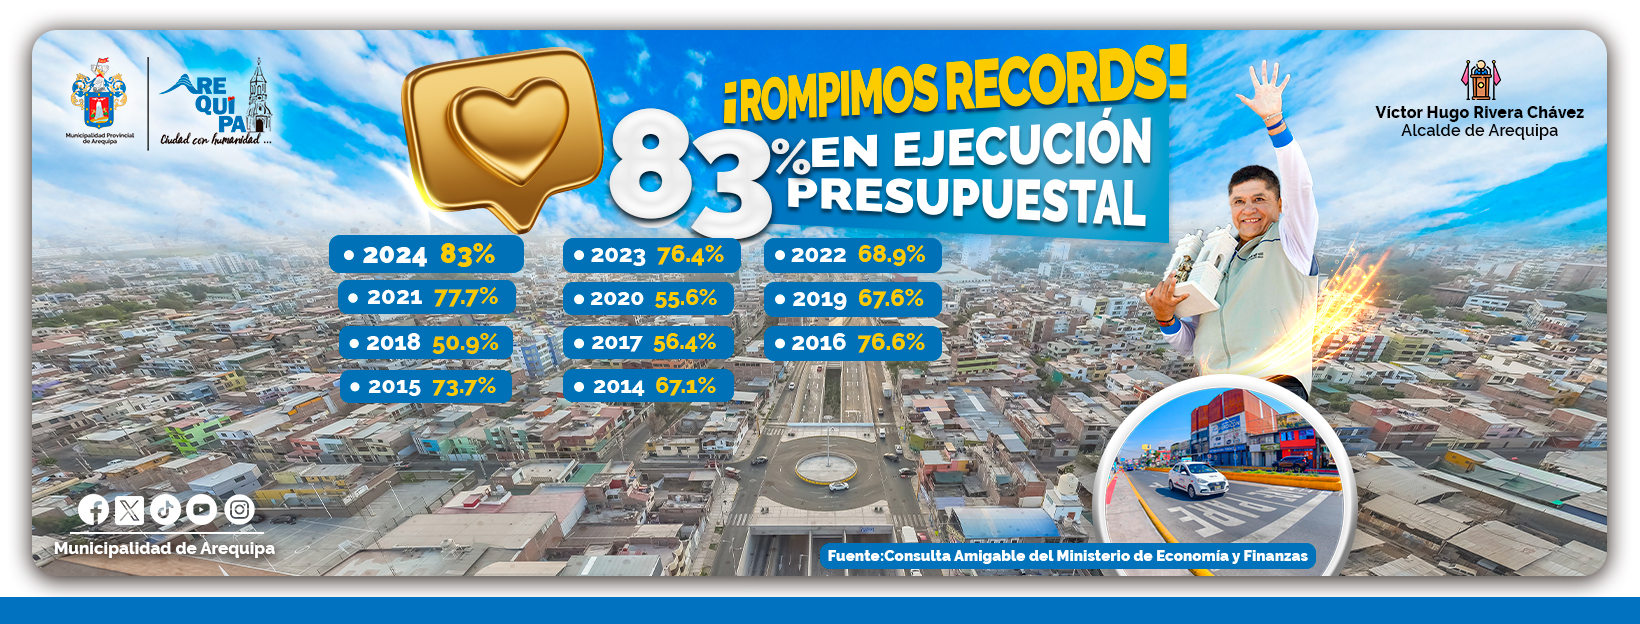 Municipalidad Provincial
de Arequipa
AREQUIPA
Ciudad con humanidad ...
¡ROMPIMOS RECORDS!
83% EN EJECUCIÓN
PRESUPUESTAL
Víctor Hugo Rivera Chávez
Alcalde de Arequipa
• 2024 83%
• 2023 76.4%
• 2022 68.9%
• 2021 77.7%
• 2020 55.6%
• 2019 67.6%
• 2018 50.9%
• 2017 56.4%
• 2016 76.6%
• 2015 73.7%
• 2014 67.1%
PARE
Municipalidad de Arequipa
Fuente:Consulta Amigable del Ministerio de Economía y Finanzas